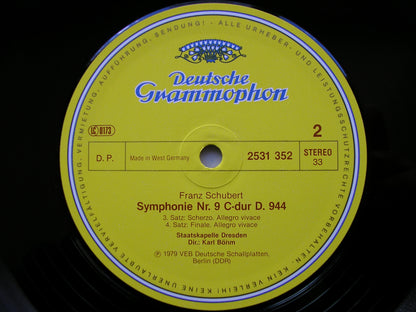 Deutsche
Grammophon
LC 0173
2
D. P.
Made in West Germany
2531 352
STEREO
33
Franz Schubert
Symphonie Nr. 9 C-dur D. 944
3. Satz: Scherzo. Allegro vivace
4. Satz: Finale. Allegro vivace
Staatskapelle Dresden
Dir.: Karl Böhm
Ⓟ 1979 VEB Deutsche Schallplatten,
Berlin (DDR)
ALLE URHEBER- UND LEISTUNGSSCHUTZRECHTE VORBEHALTEN · KEIN VERLEIH! · KEINE UNERLAUBTE VERVIELFÄLTIGUNG, VERMIETUNG, AUFFÜHRUNG, SENDUNG! ·